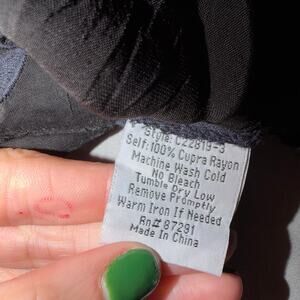 Style: C22819-3
Self:100% Cupra Rayon
Machine Wash Cold
No Bleach
Tumble Dry Low
Remove Promptly
Warm Iron If Needed
Rn# 87291
Made In China